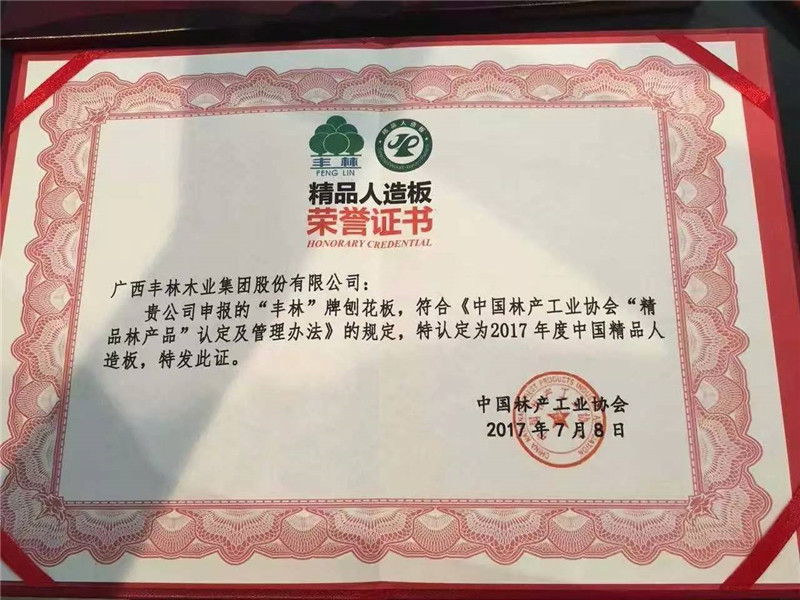 丰林
FENG LIN
精品人造板
精品人造板
荣誉证书
HONORARY CREDENTIAL
广西丰林木业集团股份有限公司：
贵公司申报的“丰林”牌刨花板，符合《中国林产工业协会“精
品林产品”认定及管理办法》的规定，特认定为2017年度中国精品人
造板，特发此证。
中国林产工业协会
2017年7月8日